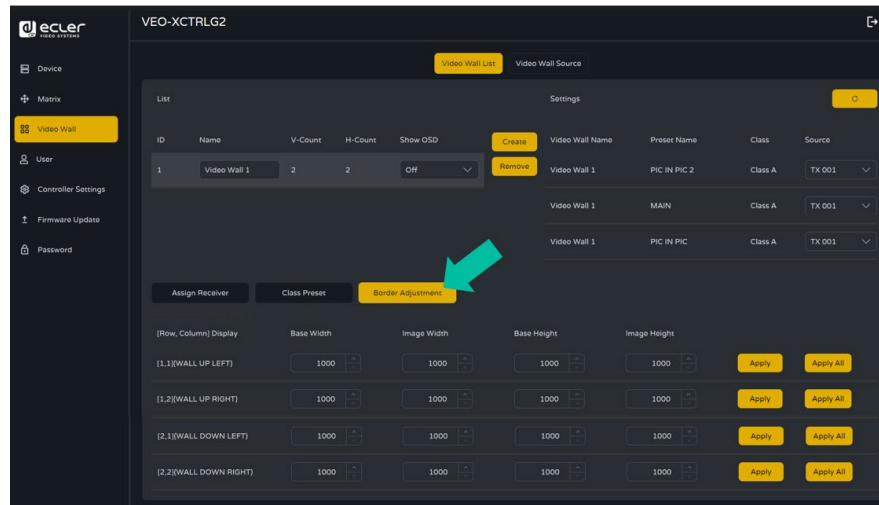 ecler
VIDEO SYSTEMS
VEO-XCTRLG2
Device
Matrix
Video Wall
User
Controller Settings
Firmware Update
Password
Video Wall List Video Wall Source
List
ID Name V-Count H-Count Show OSD
1 Video Wall 1 2 2 Off
Create
Remove
Settings
Video Wall Name Preset Name Class Source
Video Wall 1 PIC IN PIC 2 Class A TX 001
Video Wall 1 MAIN Class A TX 001
Video Wall 1 PIC IN PIC Class A TX 001
Assign Receiver Class Preset Border Adjustment
[Row, Column] Display Base Width Image Width Base Height Image Height
[1,1](WALL UP LEFT) 1000 1000 1000 1000 Apply Apply All
[1,2](WALL UP RIGHT) 1000 1000 1000 1000 Apply Apply All
[2,1](WALL DOWN LEFT) 1000 1000 1000 1000 Apply Apply All
[2,2](WALL DOWN RIGHT) 1000 1000 1000 1000 Apply Apply All